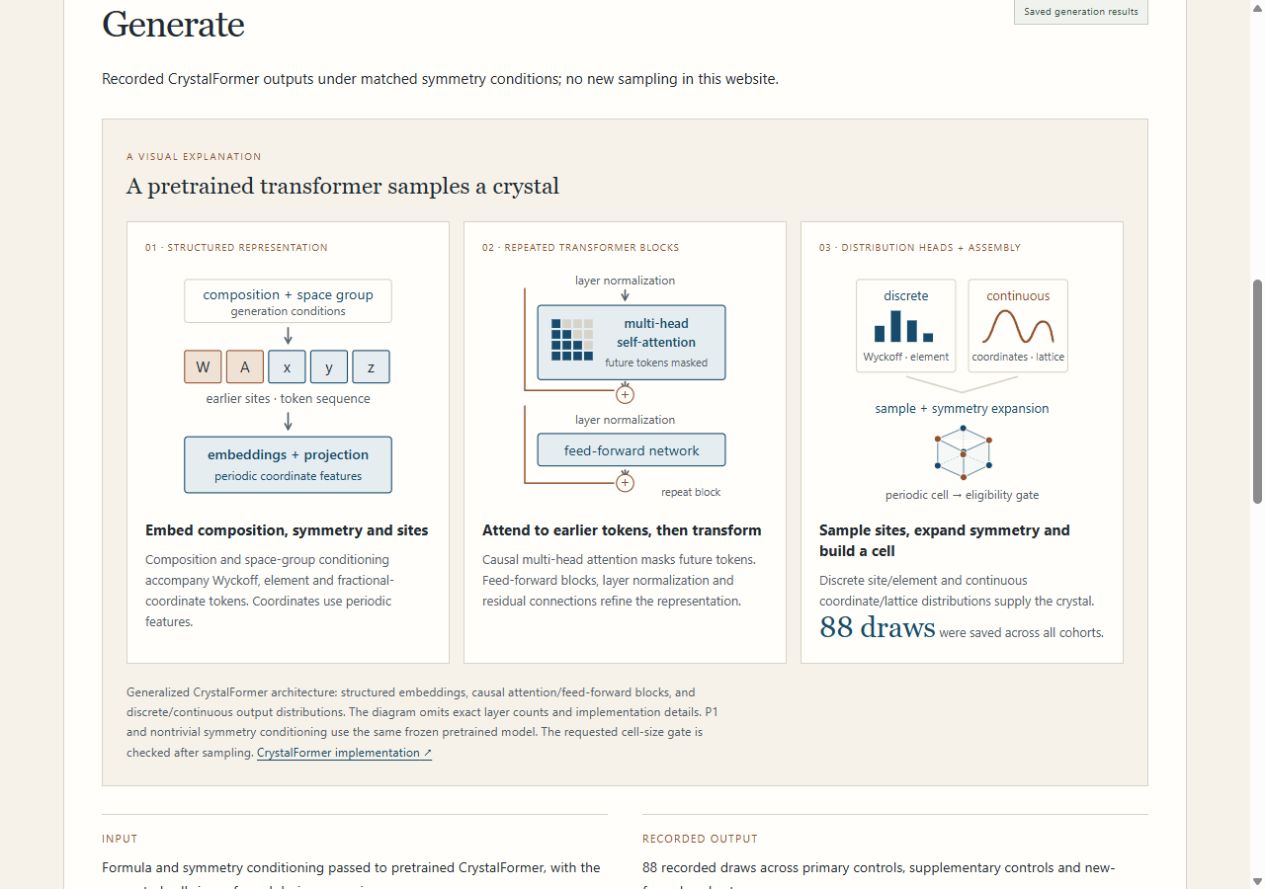 Generate
Saved generation results
Recorded CrystalFormer outputs under matched symmetry conditions; no new sampling in this website.
A VISUAL EXPLANATION
A pretrained transformer samples a crystal
01 · STRUCTURED REPRESENTATION
composition + space group
generation conditions
W A x y z
earlier sites · token sequence
embeddings + projection
periodic coordinate features
Embed composition, symmetry and sites
Composition and space-group conditioning
accompany Wyckoff, element and fractional-
coordinate tokens. Coordinates use periodic
features.
02 · REPEATED TRANSFORMER BLOCKS
layer normalization
multi-head
self-attention
future tokens masked
+
layer normalization
feed-forward network
+
repeat block
Attend to earlier tokens, then transform
Causal multi-head attention masks future tokens.
Feed-forward blocks, layer normalization and
residual connections refine the representation.
03 · DISTRIBUTION HEADS + ASSEMBLY
discrete
Wyckoff · element
continuous
coordinates · lattice
sample + symmetry expansion
periodic cell → eligibility gate
Sample sites, expand symmetry and
build a cell
Discrete site/element and continuous
coordinate/lattice distributions supply the crystal.
88 draws were saved across all cohorts.
Generalized CrystalFormer architecture: structured embeddings, causal attention/feed-forward blocks, and
discrete/continuous output distributions. The diagram omits exact layer counts and implementation details. P1
and nontrivial symmetry conditioning use the same frozen pretrained model. The requested cell-size gate is
checked after sampling. CrystalFormer implementation ↗
INPUT
Formula and symmetry conditioning passed to pretrained CrystalFormer, with the
RECORDED OUTPUT
88 recorded draws across primary controls, supplementary controls and new-